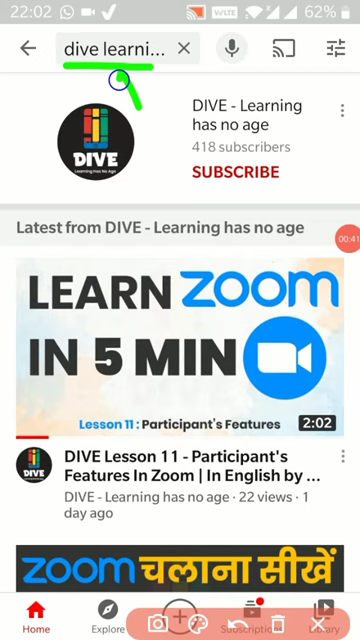 22:02
VoLTE
62%
dive learni...
DIVE - Learning
has no age
418 subscribers
SUBSCRIBE
DIVE
Learning Has No Age
Latest from DIVE - Learning has no age
00:41
LEARN zoom
IN 5 MIN
Lesson 11 : Participant's Features
2:02
DIVE Lesson 11 - Participant's
Features In Zoom | In English by ...
DIVE - Learning has no age · 22 views · 1
day ago
zoom चलाना सीखें
Home
Explore
Subscriptions
Library